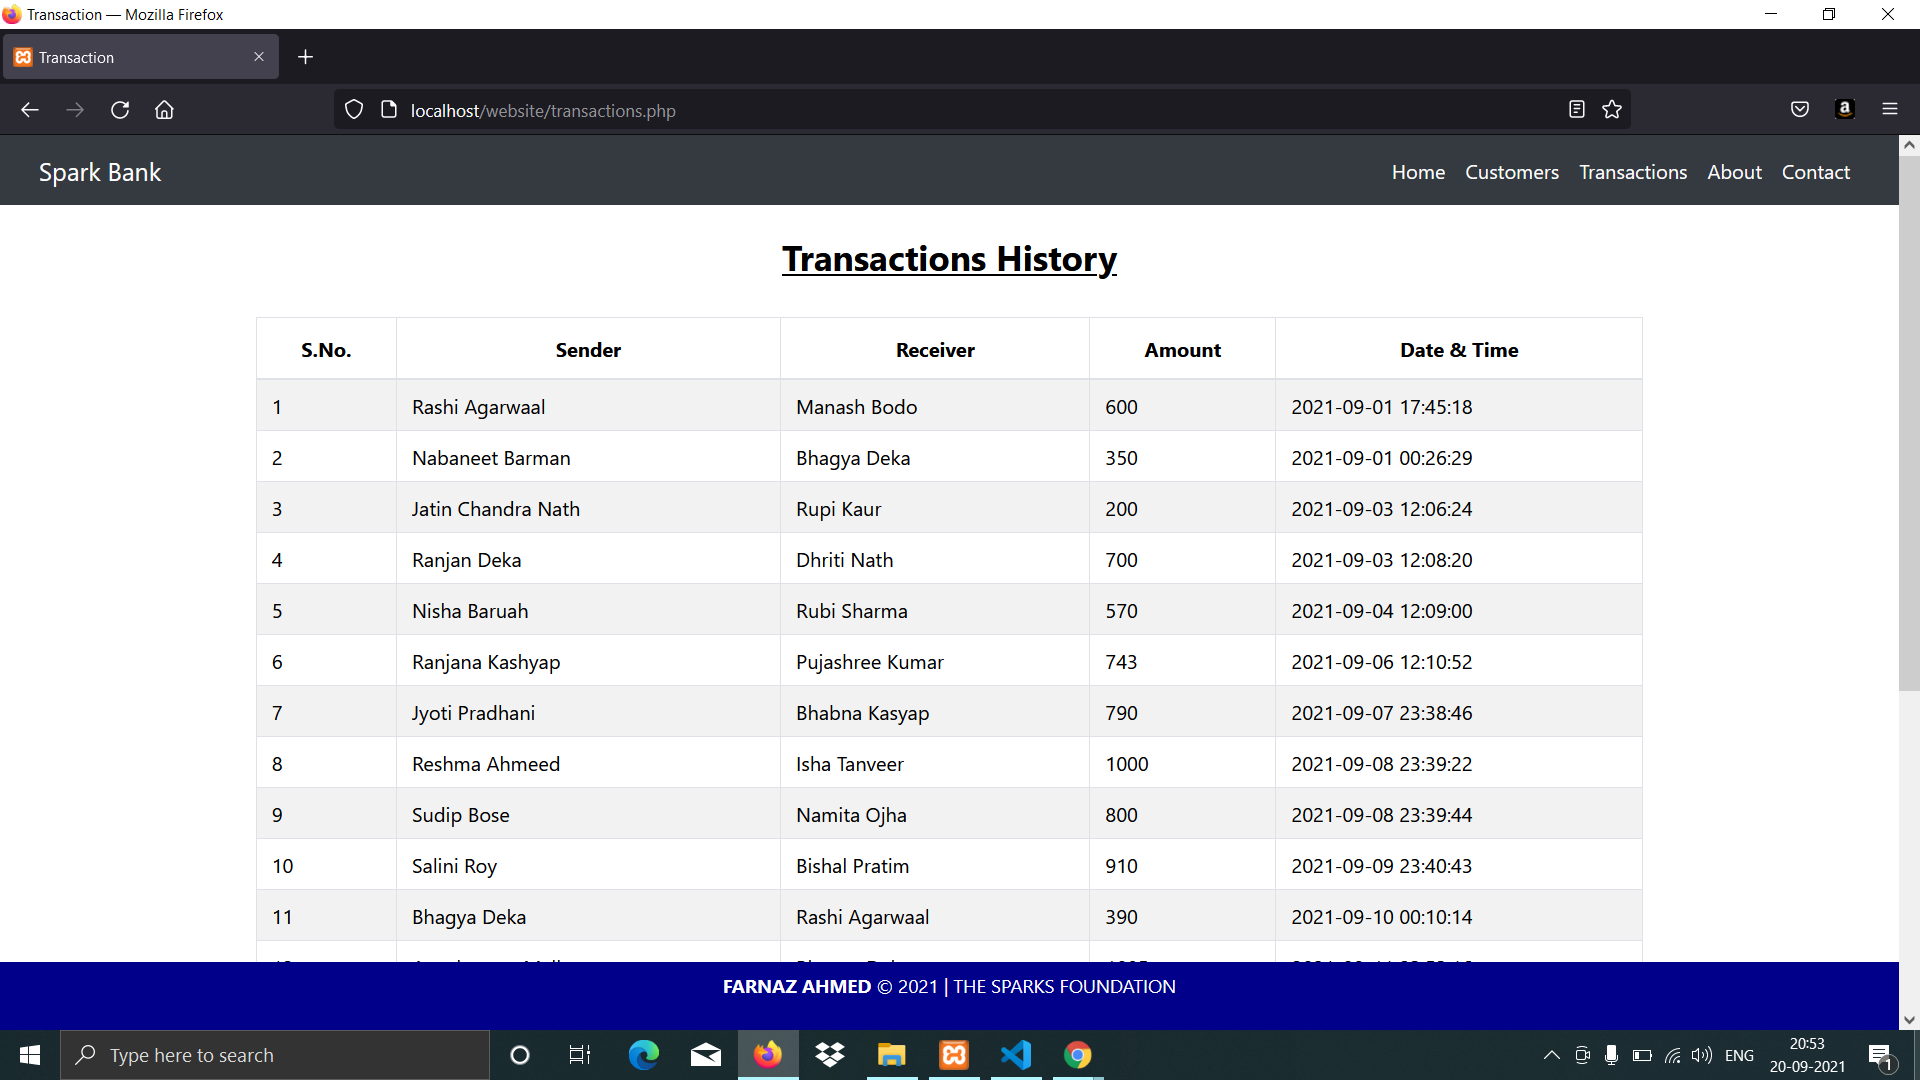 Transaction — Mozilla Firefox
Transaction
localhost/website/transactions.php
Spark Bank Home Customers Transactions About Contact
Transactions History
S.No. Sender Receiver Amount Date & Time
1 Rashi Agarwaal Manash Bodo 600 2021-09-01 17:45:18
2 Nabaneet Barman Bhagya Deka 350 2021-09-01 00:26:29
3 Jatin Chandra Nath Rupi Kaur 200 2021-09-03 12:06:24
4 Ranjan Deka Dhriti Nath 700 2021-09-03 12:08:20
5 Nisha Baruah Rubi Sharma 570 2021-09-04 12:09:00
6 Ranjana Kashyap Pujashree Kumar 743 2021-09-06 12:10:52
7 Jyoti Pradhani Bhabna Kasyap 790 2021-09-07 23:38:46
8 Reshma Ahmeed Isha Tanveer 1000 2021-09-08 23:39:22
9 Sudip Bose Namita Ojha 800 2021-09-08 23:39:44
10 Salini Roy Bishal Pratim 910 2021-09-09 23:40:43
11 Bhagya Deka Rashi Agarwaal 390 2021-09-10 00:10:14
FARNAZ AHMED © 2021 | THE SPARKS FOUNDATION
Type here to search
ENG
20:53
20-09-2021
1